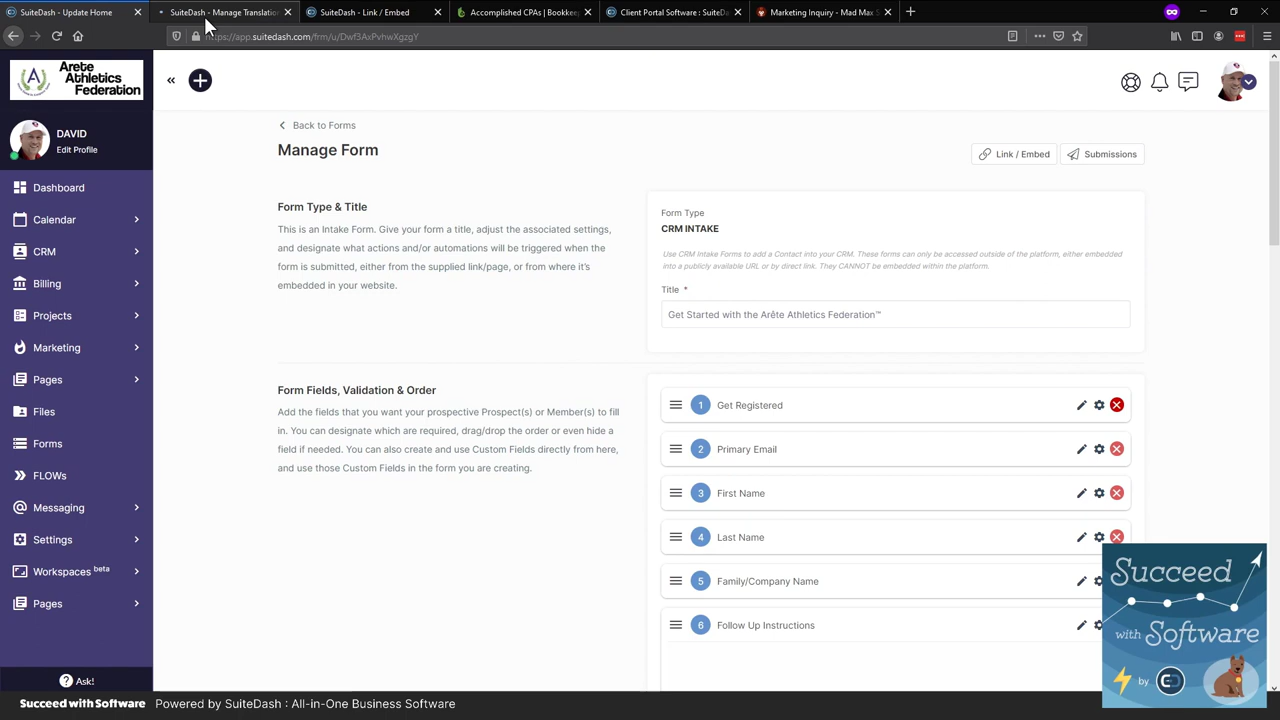 SuiteDash - Update Home
SuiteDash - Manage Translation
SuiteDash - Link / Embed
Accomplished CPAs | Bookkeep
Client Portal Software : SuiteDa
Marketing Inquiry - Mad Max S
https://app.suitedash.com/frm/u/Dwf3AxPvhwXgzgY
Arete
Athletics
Federation
DAVID
Edit Profile
Dashboard
Calendar
CRM
Billing
Projects
Marketing
Pages
Files
Forms
FLOWs
Messaging
Settings
Workspaces beta
Pages
Ask!
Back to Forms
Manage Form
Link / Embed
Submissions
Form Type & Title
This is an Intake Form. Give your form a title, adjust the associated settings,
and designate what actions and/or automations will be triggered when the
form is submitted, either from the supplied link/page, or from where it's
embedded in your website.
Form Type
CRM INTAKE
Use CRM Intake Forms to add a Contact into your CRM. These forms can only be accessed outside of the platform, either embedded
into a publicly available URL or by direct link. They CANNOT be embedded within the platform.
Title *
Get Started with the Arête Athletics Federation™
Form Fields, Validation & Order
Add the fields that you want your prospective Prospect(s) or Member(s) to fill
in. You can designate which are required, drag/drop the order or even hide a
field if needed. You can also create and use Custom Fields directly from here,
and use those Custom Fields in the form you are creating.
1 Get Registered
2 Primary Email
3 First Name
4 Last Name
5 Family/Company Name
6 Follow Up Instructions
Succeed
with Software
by
Succeed with Software Powered by SuiteDash : All-in-One Business Software